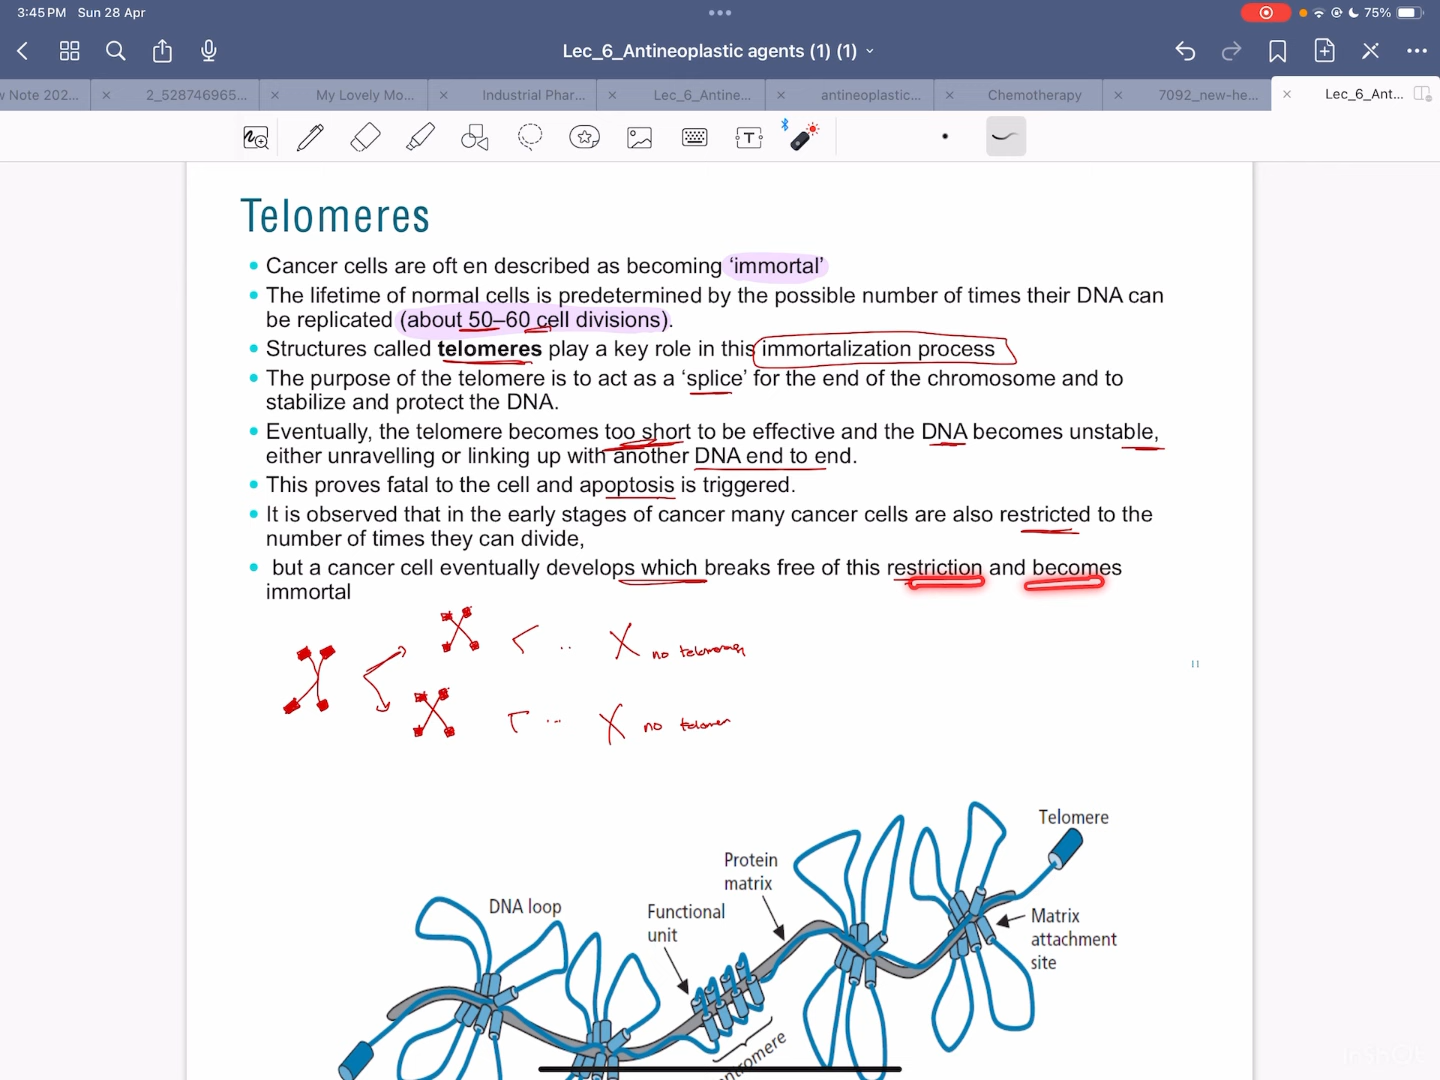 3:45 PM Sun 28 Apr
75%
Lec_6_Antineoplastic agents (1) (1)
w Note 202...
2_528746965...
My Lovely Mo...
Industrial Phar...
Lec_6_Antine...
antineoplastic...
Chemotherapy
7092_new-he...
Lec_6_Ant...
Telomeres
• Cancer cells are oft en described as becoming ‘immortal’
• The lifetime of normal cells is predetermined by the possible number of times their DNA can
be replicated (about 50–60 cell divisions).
• Structures called telomeres play a key role in this immortalization process
• The purpose of the telomere is to act as a ‘splice’ for the end of the chromosome and to
stabilize and protect the DNA.
• Eventually, the telomere becomes too short to be effective and the DNA becomes unstable,
either unravelling or linking up with another DNA end to end.
• This proves fatal to the cell and apoptosis is triggered.
• It is observed that in the early stages of cancer many cancer cells are also restricted to the
number of times they can divide,
• but a cancer cell eventually develops which breaks free of this restriction and becomes
immortal
no
no telomer
11
Telomere
Protein
matrix
DNA loop
Functional
unit
Matrix
attachment
site